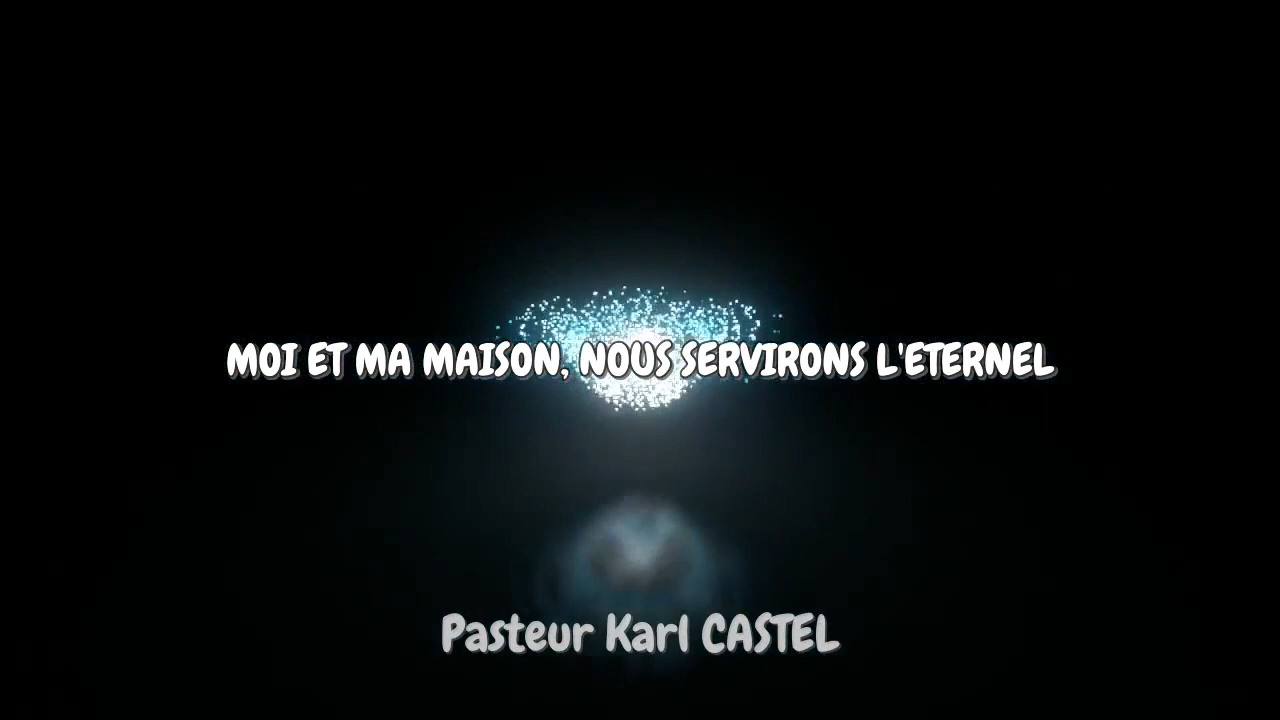 MOI ET MA MAISON, NOUS SERVIRONS L'ETERNEL
Pasteur Karl CASTEL